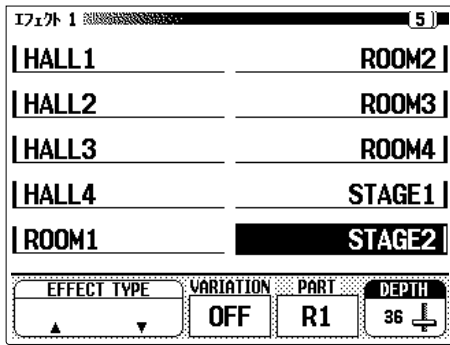 ｴﾌｪｸﾄ 1 5
HALL1 ROOM2
HALL2 ROOM3
HALL3 ROOM4
HALL4 STAGE1
ROOM1 STAGE2
EFFECT TYPE VARIATION PART DEPTH
▲ ▼ OFF R1 36